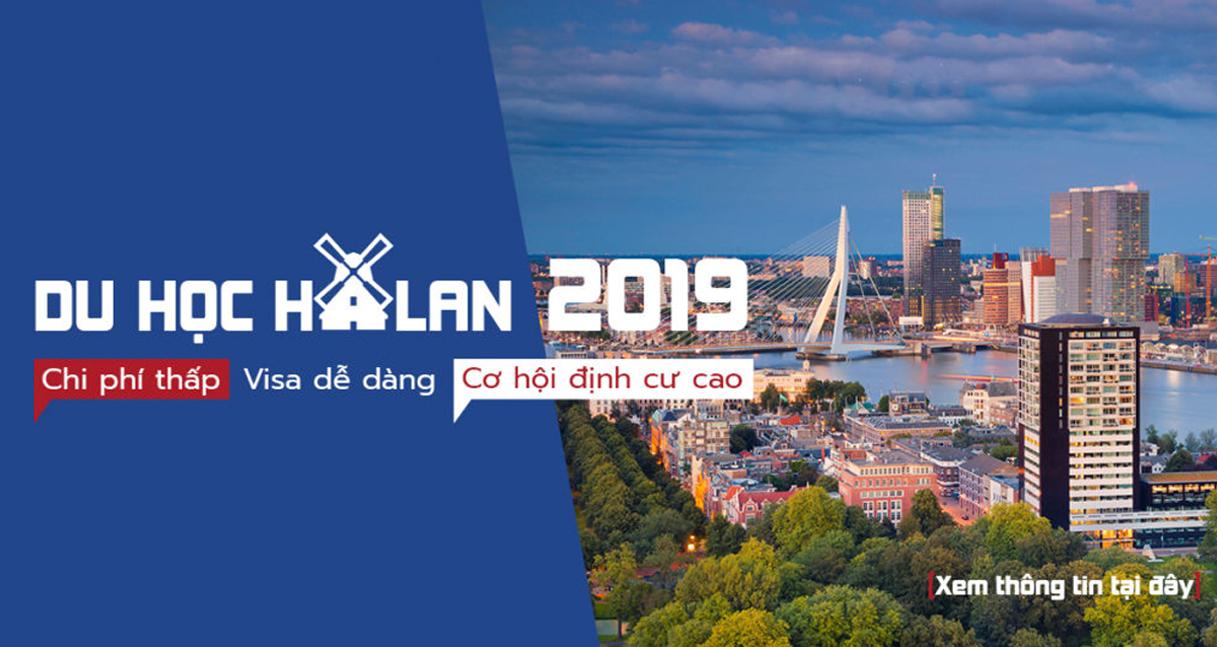 DU HỌC HÀ LAN 2019
Chi phí thấp Visa dễ dàng Cơ hội định cư cao
[Xem thông tin tại đây]